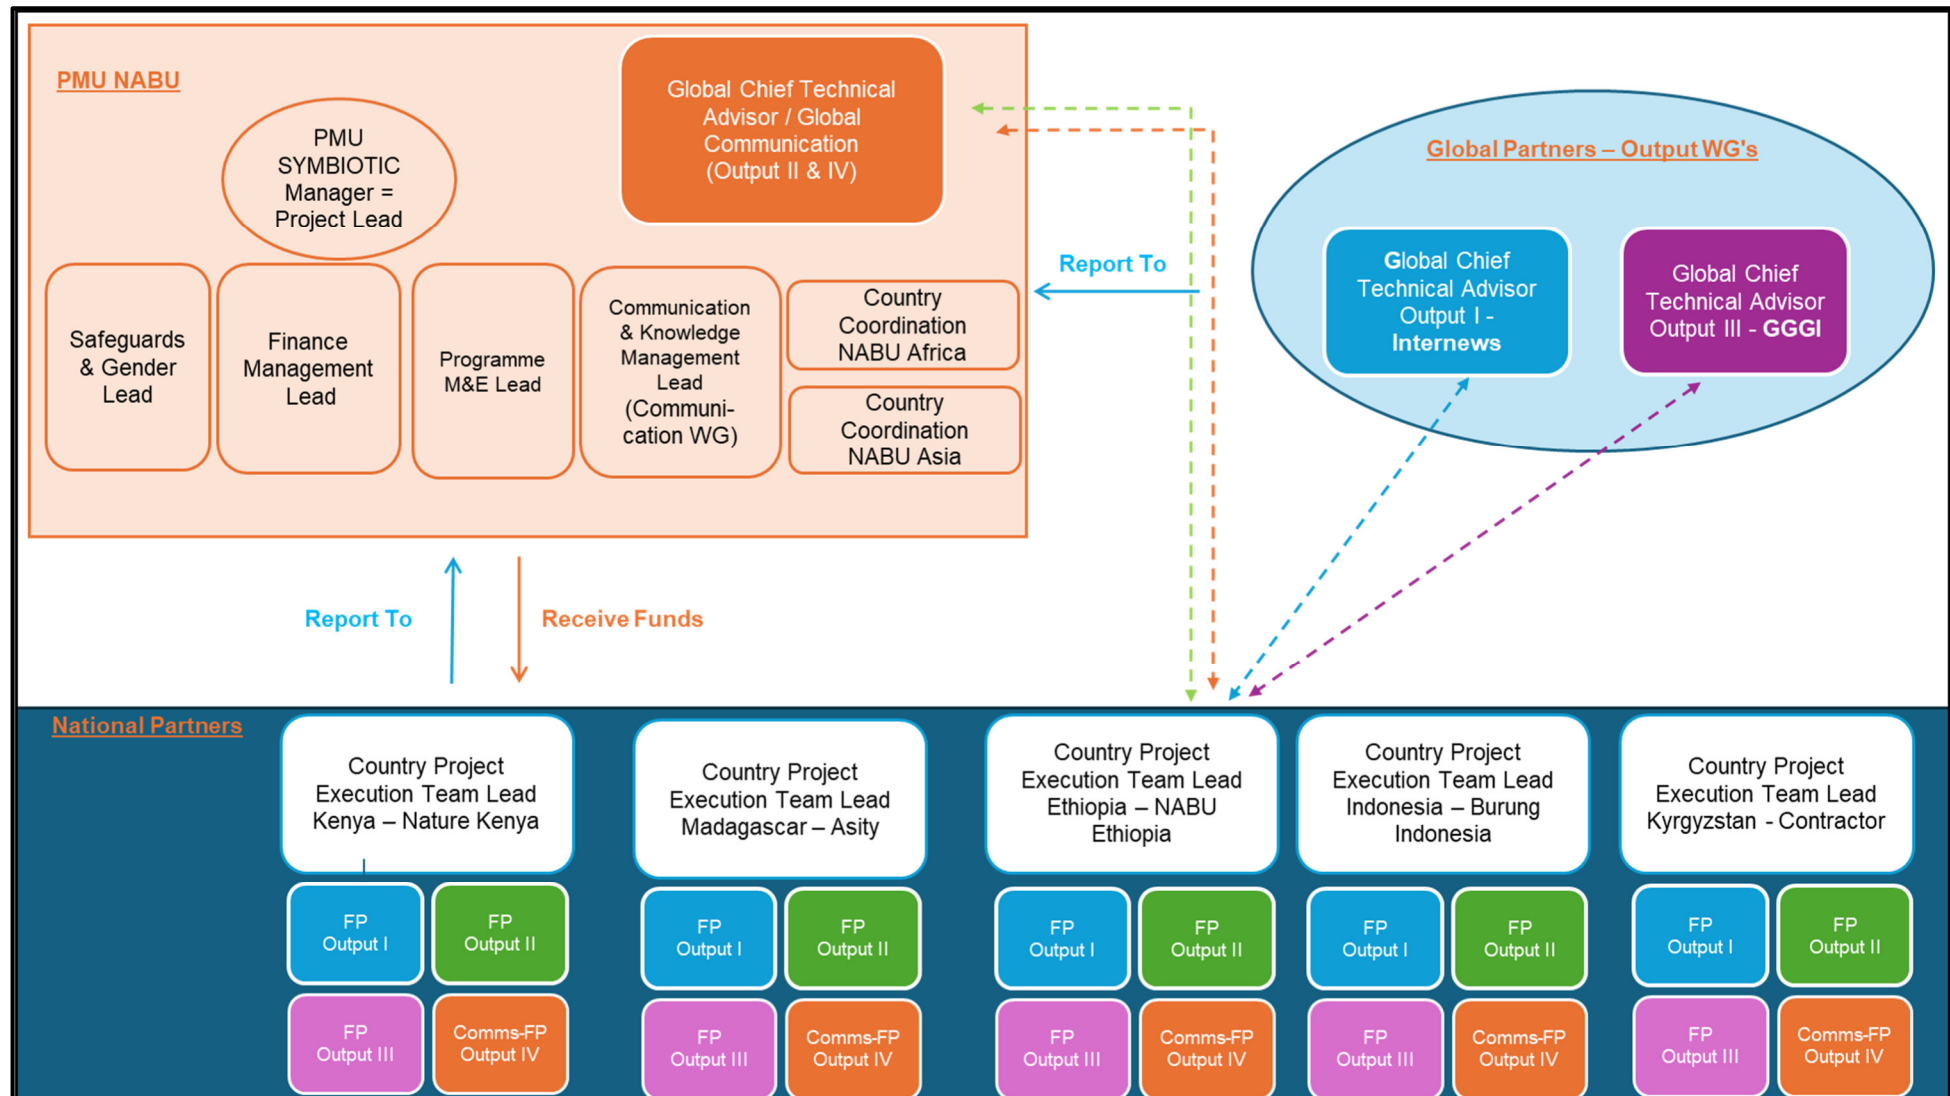 PMU NABU
PMU
SYMBIOTIC
Manager =
Project Lead
Global Chief Technical
Advisor / Global
Communication
(Output II & IV)
Safeguards
& Gender
Lead
Finance
Management
Lead
Programme
M&E Lead
Communication
& Knowledge
Management
Lead
(Communi-
cation WG)
Country
Coordination
NABU Africa
Country
Coordination
NABU Asia
Report To
Global Partners – Output WG's
Global Chief
Technical Advisor
Output I -
Internews
Global Chief
Technical Advisor
Output III - GGGI
Report To
Receive Funds
National Partners
Country Project
Execution Team Lead
Kenya – Nature Kenya
Country Project
Execution Team Lead
Madagascar – Asity
Country Project
Execution Team Lead
Ethiopia – NABU
Ethiopia
Country Project
Execution Team Lead
Indonesia – Burung
Indonesia
Country Project
Execution Team Lead
Kyrgyzstan - Contractor
FP
Output I
FP
Output II
FP
Output III
Comms-FP
Output IV
FP
Output I
FP
Output II
FP
Output III
Comms-FP
Output IV
FP
Output I
FP
Output II
FP
Output III
Comms-FP
Output IV
FP
Output I
FP
Output II
FP
Output III
Comms-FP
Output IV
FP
Output I
FP
Output II
FP
Output III
Comms-FP
Output IV